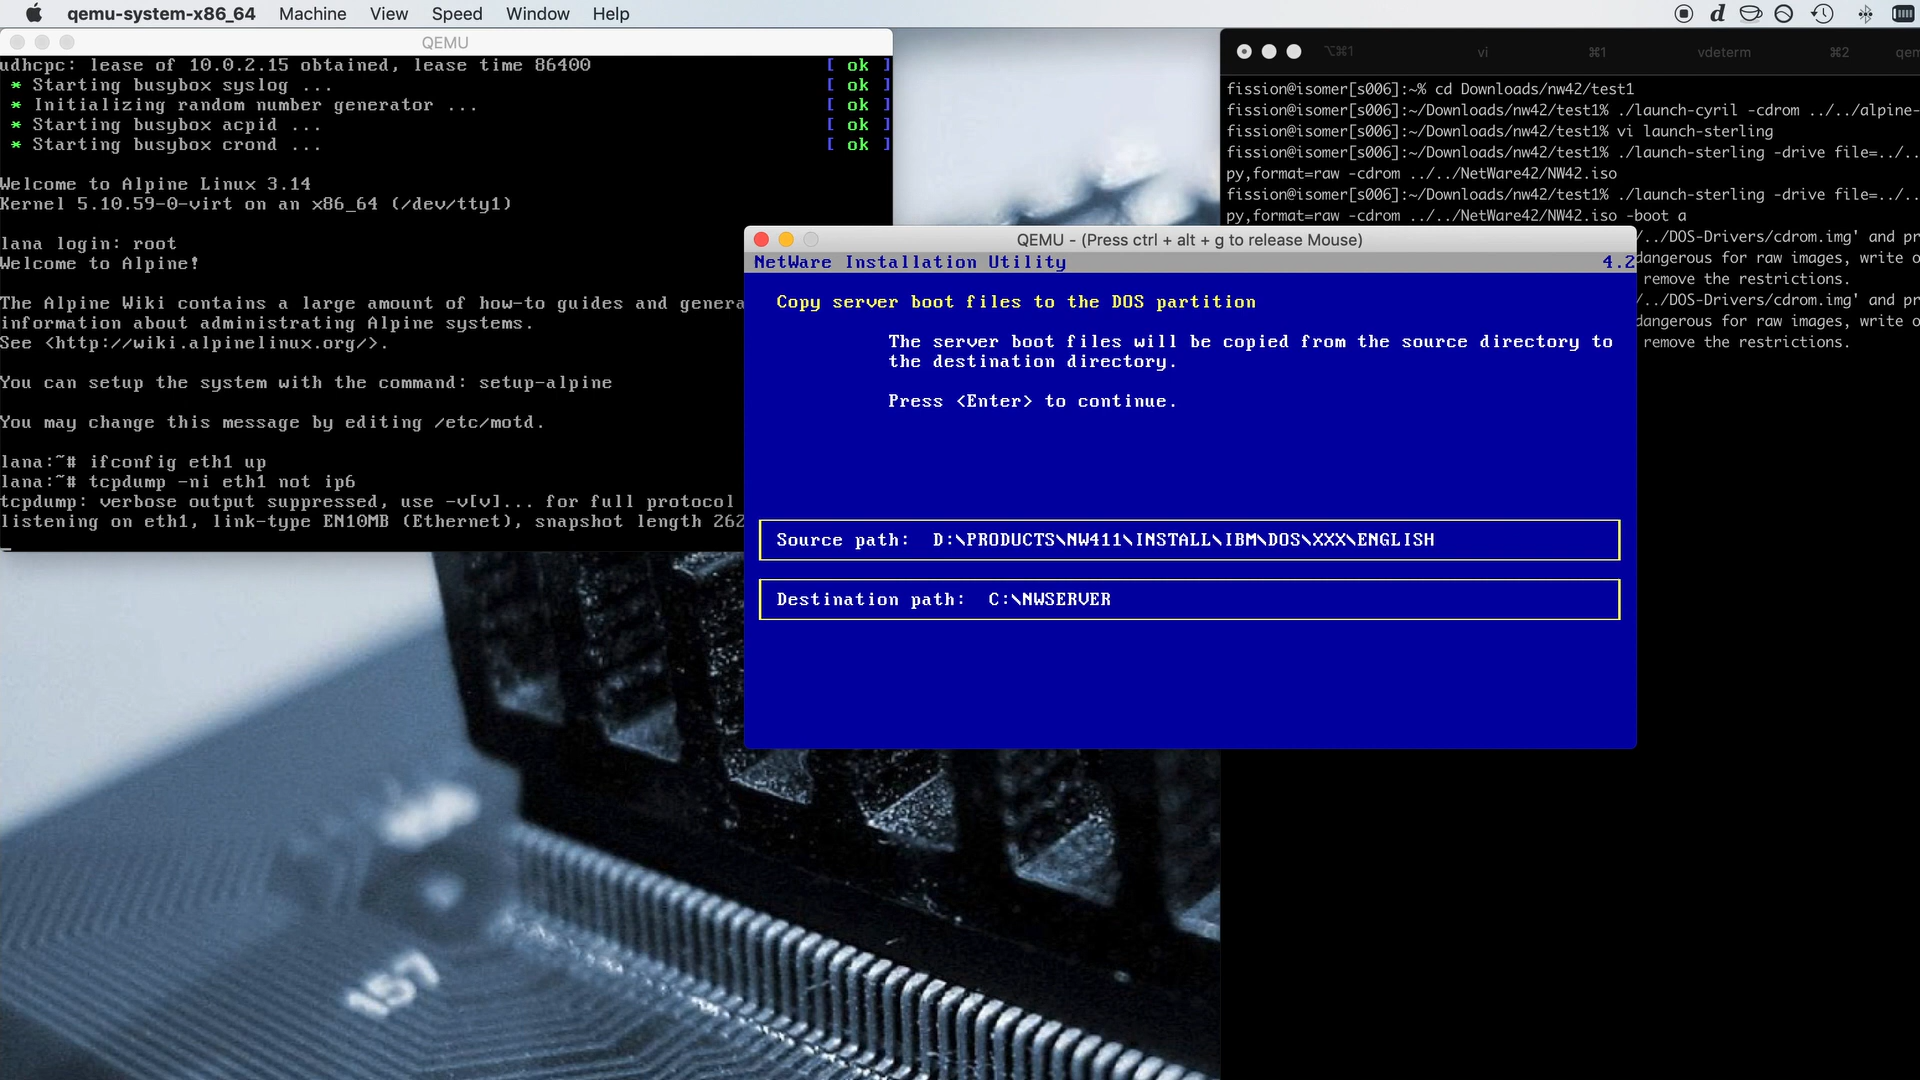 qemu-system-x86_64 Machine View Speed Window Help
QEMU
udhcpc: lease of 10.0.2.15 obtained, lease time 86400 [ ok ]
* Starting busybox syslog ... [ ok ]
* Initializing random number generator ... [ ok ]
* Starting busybox acpid ... [ ok ]
* Starting busybox crond ... [ ok ]
Welcome to Alpine Linux 3.14
Kernel 5.10.59-0-virt on an x86_64 (/dev/tty1)
lana login: root
Welcome to Alpine!
The Alpine Wiki contains a large amount of how-to guides and genera
information about administrating Alpine systems.
See <http://wiki.alpinelinux.org/>.
You can setup the system with the command: setup-alpine
You may change this message by editing /etc/motd.
lana:~# ifconfig eth1 up
lana:~# tcpdump -ni eth1 not ip6
tcpdump: verbose output suppressed, use -v[v]... for full protocol
listening on eth1, link-type EN10MB (Ethernet), snapshot length 262
QEMU - (Press ctrl + alt + g to release Mouse)
NetWare Installation Utility 4.2
Copy server boot files to the DOS partition
The server boot files will be copied from the source directory to
the destination directory.
Press <Enter> to continue.
Source path: D:\PRODUCTS\NW411\INSTALL\IBM\DOS\XXX\ENGLISH
Destination path: C:\NWSERVER
⌥⌘1 vi ⌘1 vdeterm ⌘2 qem
fission@isomer[s006]:~% cd Downloads/nw42/test1
fission@isomer[s006]:~/Downloads/nw42/test1% ./launch-cyril -cdrom ../../alpine-
fission@isomer[s006]:~/Downloads/nw42/test1% vi launch-sterling
fission@isomer[s006]:~/Downloads/nw42/test1% ./launch-sterling -drive file=../..
py,format=raw -cdrom ../../NetWare42/NW42.iso
fission@isomer[s006]:~/Downloads/nw42/test1% ./launch-sterling -drive file=../..
py,format=raw -cdrom ../../NetWare42/NW42.iso -boot a
/../DOS-Drivers/cdrom.img' and pr
dangerous for raw images, write o
remove the restrictions.
/../DOS-Drivers/cdrom.img' and pr
dangerous for raw images, write o
remove the restrictions.
157